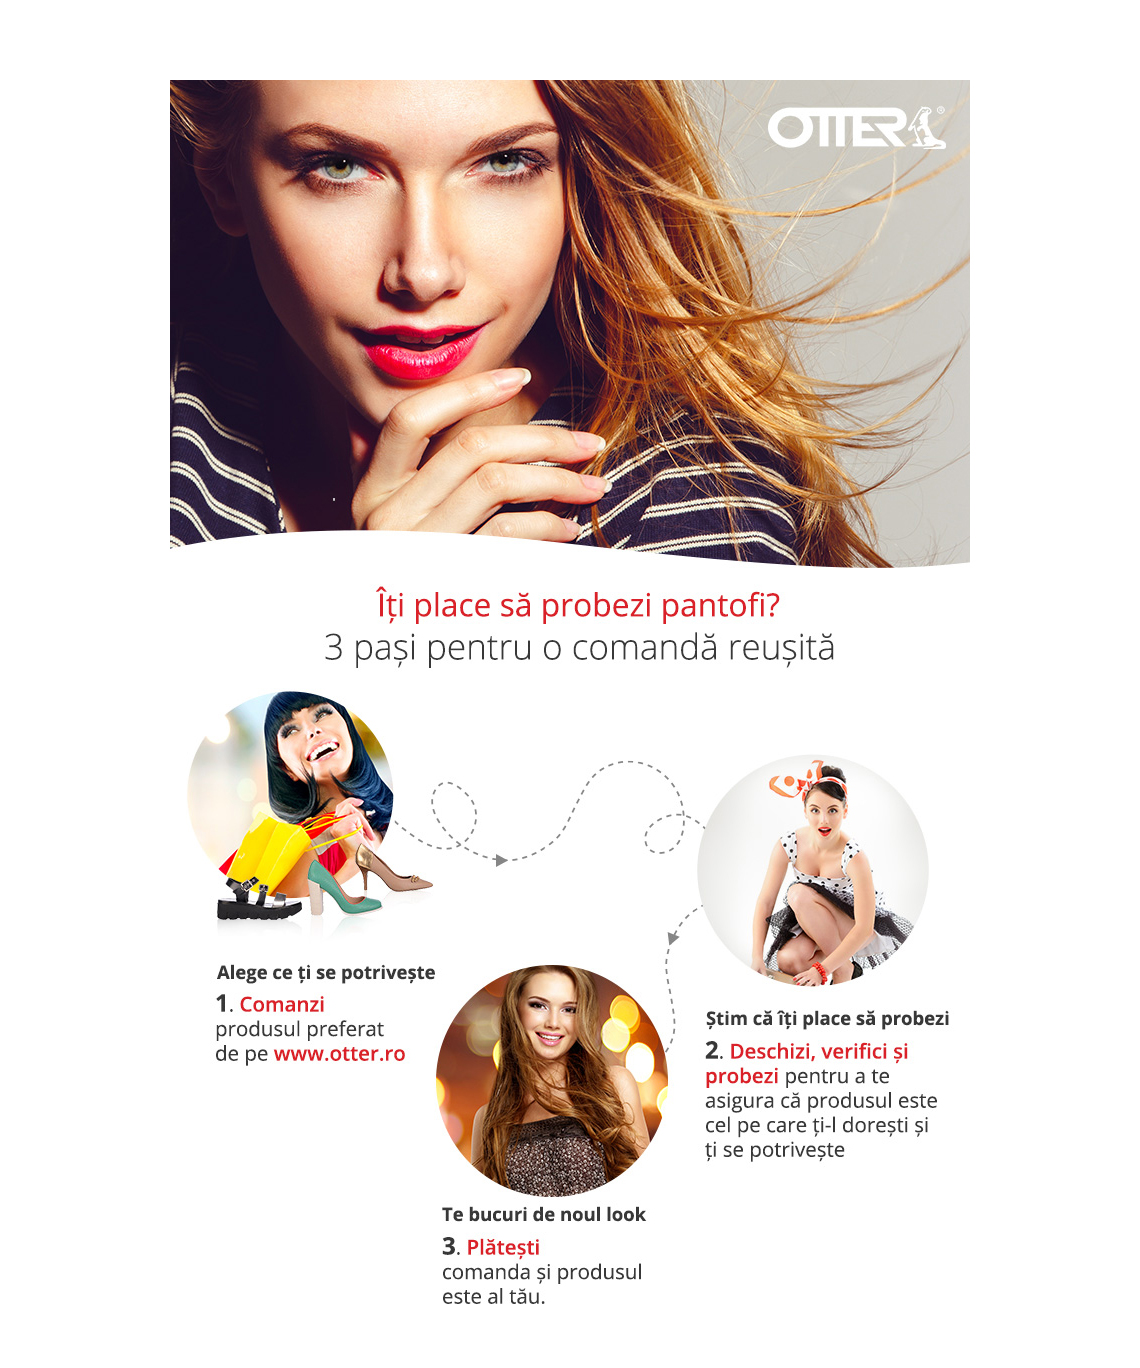 OTTER®
Îți place să probezi pantofi?
3 pași pentru o comandă reușită
Alege ce ți se potrivește
1. Comanzi
produsul preferat
de pe www.otter.ro
Știm că îți place să probezi
2. Deschizi, verifici și
probezi pentru a te
asigura că produsul este
cel pe care ți-l dorești și
ți se potrivește
Te bucuri de noul look
3. Plătești
comanda și produsul
este al tău.